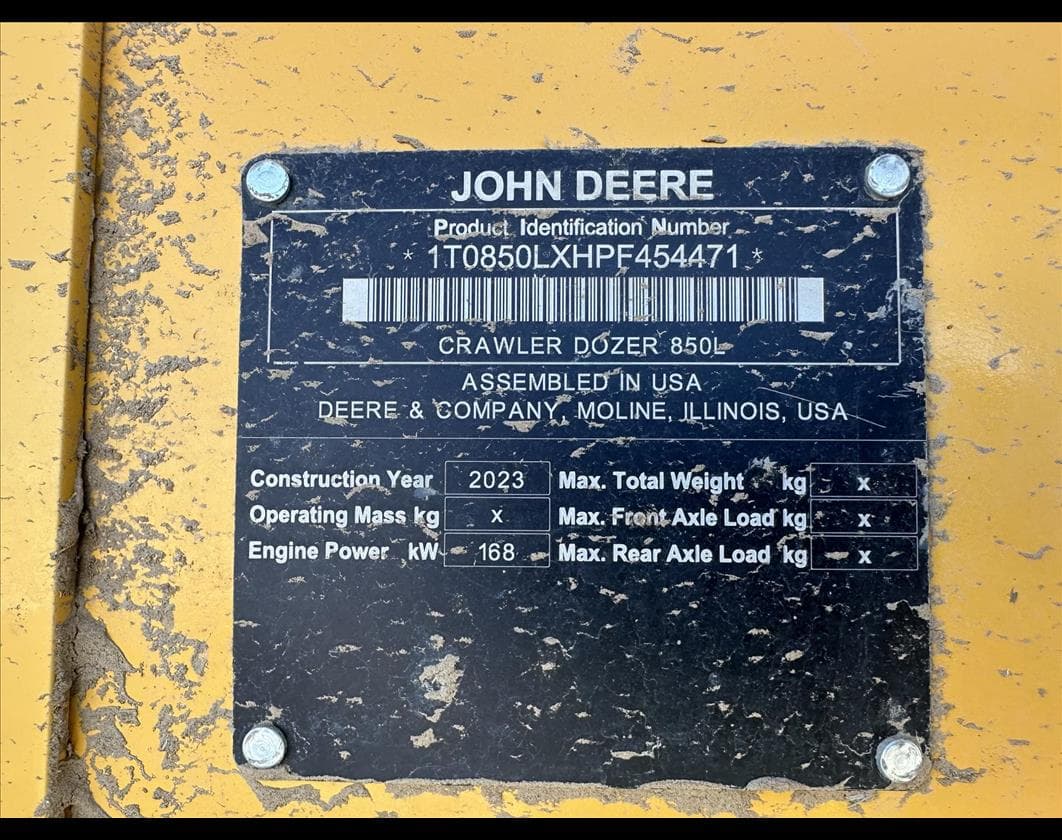 JOHN DEERE
Product Identification Number
* 1T0850LXHPF454471 *
CRAWLER DOZER 850L
ASSEMBLED IN USA
DEERE & COMPANY, MOLINE, ILLINOIS, USA
Construction Year 2023 Max. Total Weight kg x
Operating Mass kg x Max. Front Axle Load kg x
Engine Power kW 168 Max. Rear Axle Load kg x